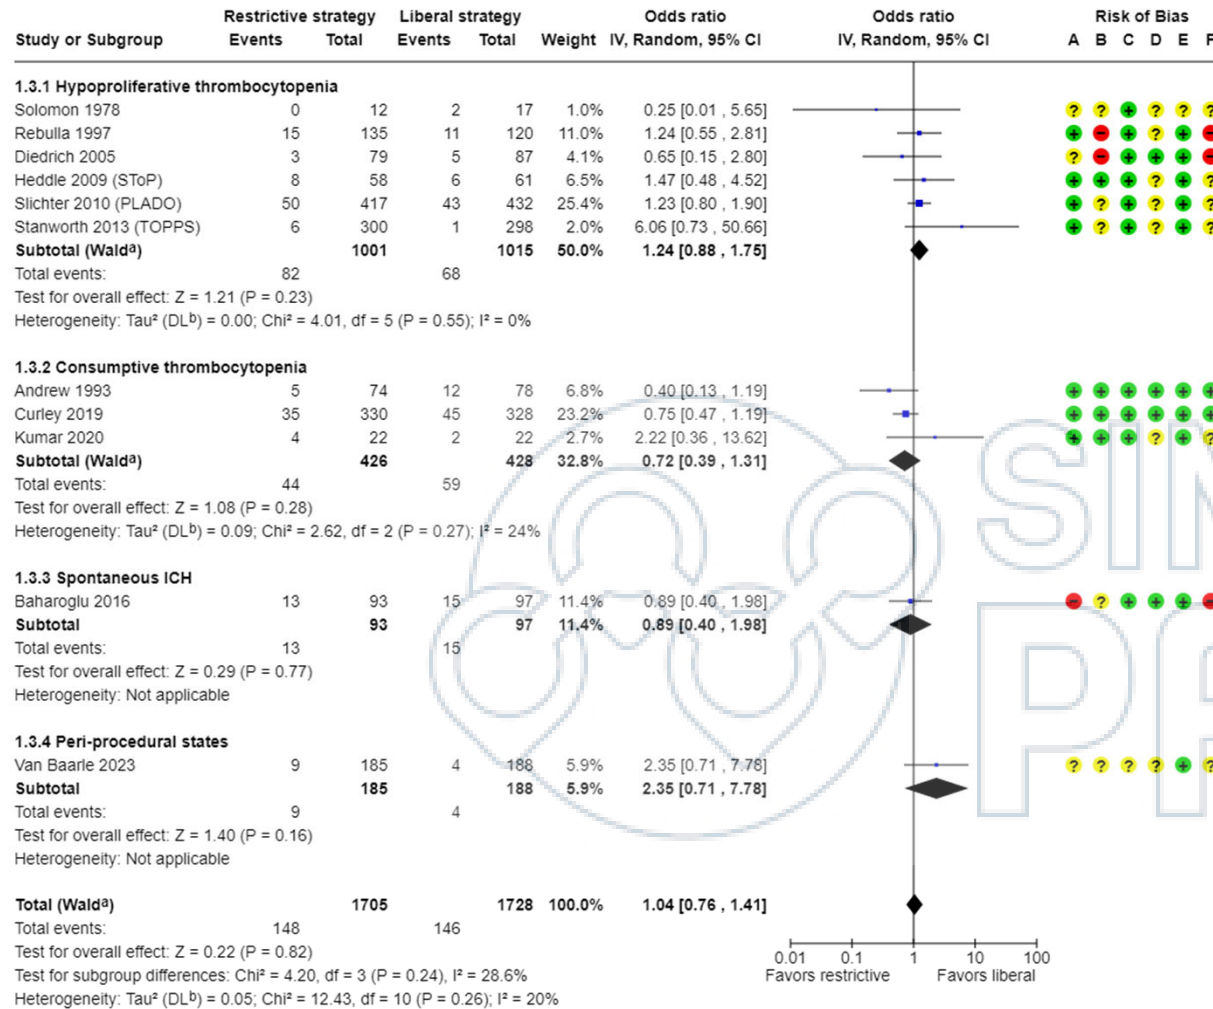 Restrictive strategy Liberal strategy Odds ratio Odds ratio Risk of Bias
Study or Subgroup Events Total Events Total Weight IV, Random, 95% CI IV, Random, 95% CI A B C D E F
1.3.1 Hypoproliferative thrombocytopenia
Solomon 1978 0 12 2 17 1.0% 0.25 [0.01 , 5.65] ? ? + ? ? ?
Rebulla 1997 15 135 11 120 11.0% 1.24 [0.55 , 2.81] + − + ? + −
Diedrich 2005 3 79 5 87 4.1% 0.65 [0.15 , 2.80] ? − + + + −
Heddle 2009 (SToP) 8 58 6 61 6.5% 1.47 [0.48 , 4.52] + + + ? + ?
Slichter 2010 (PLADO) 50 417 43 432 25.4% 1.23 [0.80 , 1.90] + ? + ? + ?
Stanworth 2013 (TOPPS) 6 300 1 298 2.0% 6.06 [0.73 , 50.66] + ? + ? + ?
Subtotal (Waldᵃ) 1001 1015 50.0% 1.24 [0.88 , 1.75]
Total events: 82 68
Test for overall effect: Z = 1.21 (P = 0.23)
Heterogeneity: Tau² (DLᵇ) = 0.00; Chi² = 4.01, df = 5 (P = 0.55); I² = 0%
1.3.2 Consumptive thrombocytopenia
Andrew 1993 5 74 12 78 6.8% 0.40 [0.13 , 1.19] + + + + + +
Curley 2019 35 330 45 328 23.2% 0.75 [0.47 , 1.19] + + + + + +
Kumar 2020 4 22 2 22 2.7% 2.22 [0.36 , 13.62] + + + ? + ?
Subtotal (Waldᵃ) 426 428 32.8% 0.72 [0.39 , 1.31]
Total events: 44 59
Test for overall effect: Z = 1.08 (P = 0.28)
Heterogeneity: Tau² (DLᵇ) = 0.09; Chi² = 2.62, df = 2 (P = 0.27); I² = 24%
1.3.3 Spontaneous ICH
Baharoglu 2016 13 93 15 97 11.4% 0.89 [0.40 , 1.98] − ? + + + −
Subtotal 93 97 11.4% 0.89 [0.40 , 1.98]
Total events: 13 15
Test for overall effect: Z = 0.29 (P = 0.77)
Heterogeneity: Not applicable
1.3.4 Peri-procedural states
Van Baarle 2023 9 185 4 188 5.9% 2.35 [0.71 , 7.78] ? ? ? ? + ?
Subtotal 185 188 5.9% 2.35 [0.71 , 7.78]
Total events: 9 4
Test for overall effect: Z = 1.40 (P = 0.16)
Heterogeneity: Not applicable
Total (Waldᵃ) 1705 1728 100.0% 1.04 [0.76 , 1.41]
Total events: 148 146
Test for overall effect: Z = 0.22 (P = 0.82)
Test for subgroup differences: Chi² = 4.20, df = 3 (P = 0.24), I² = 28.6%
Heterogeneity: Tau² (DLᵇ) = 0.05; Chi² = 12.43, df = 10 (P = 0.26); I² = 20%
0.01 0.1 1 10 100
Favors restrictive Favors liberal